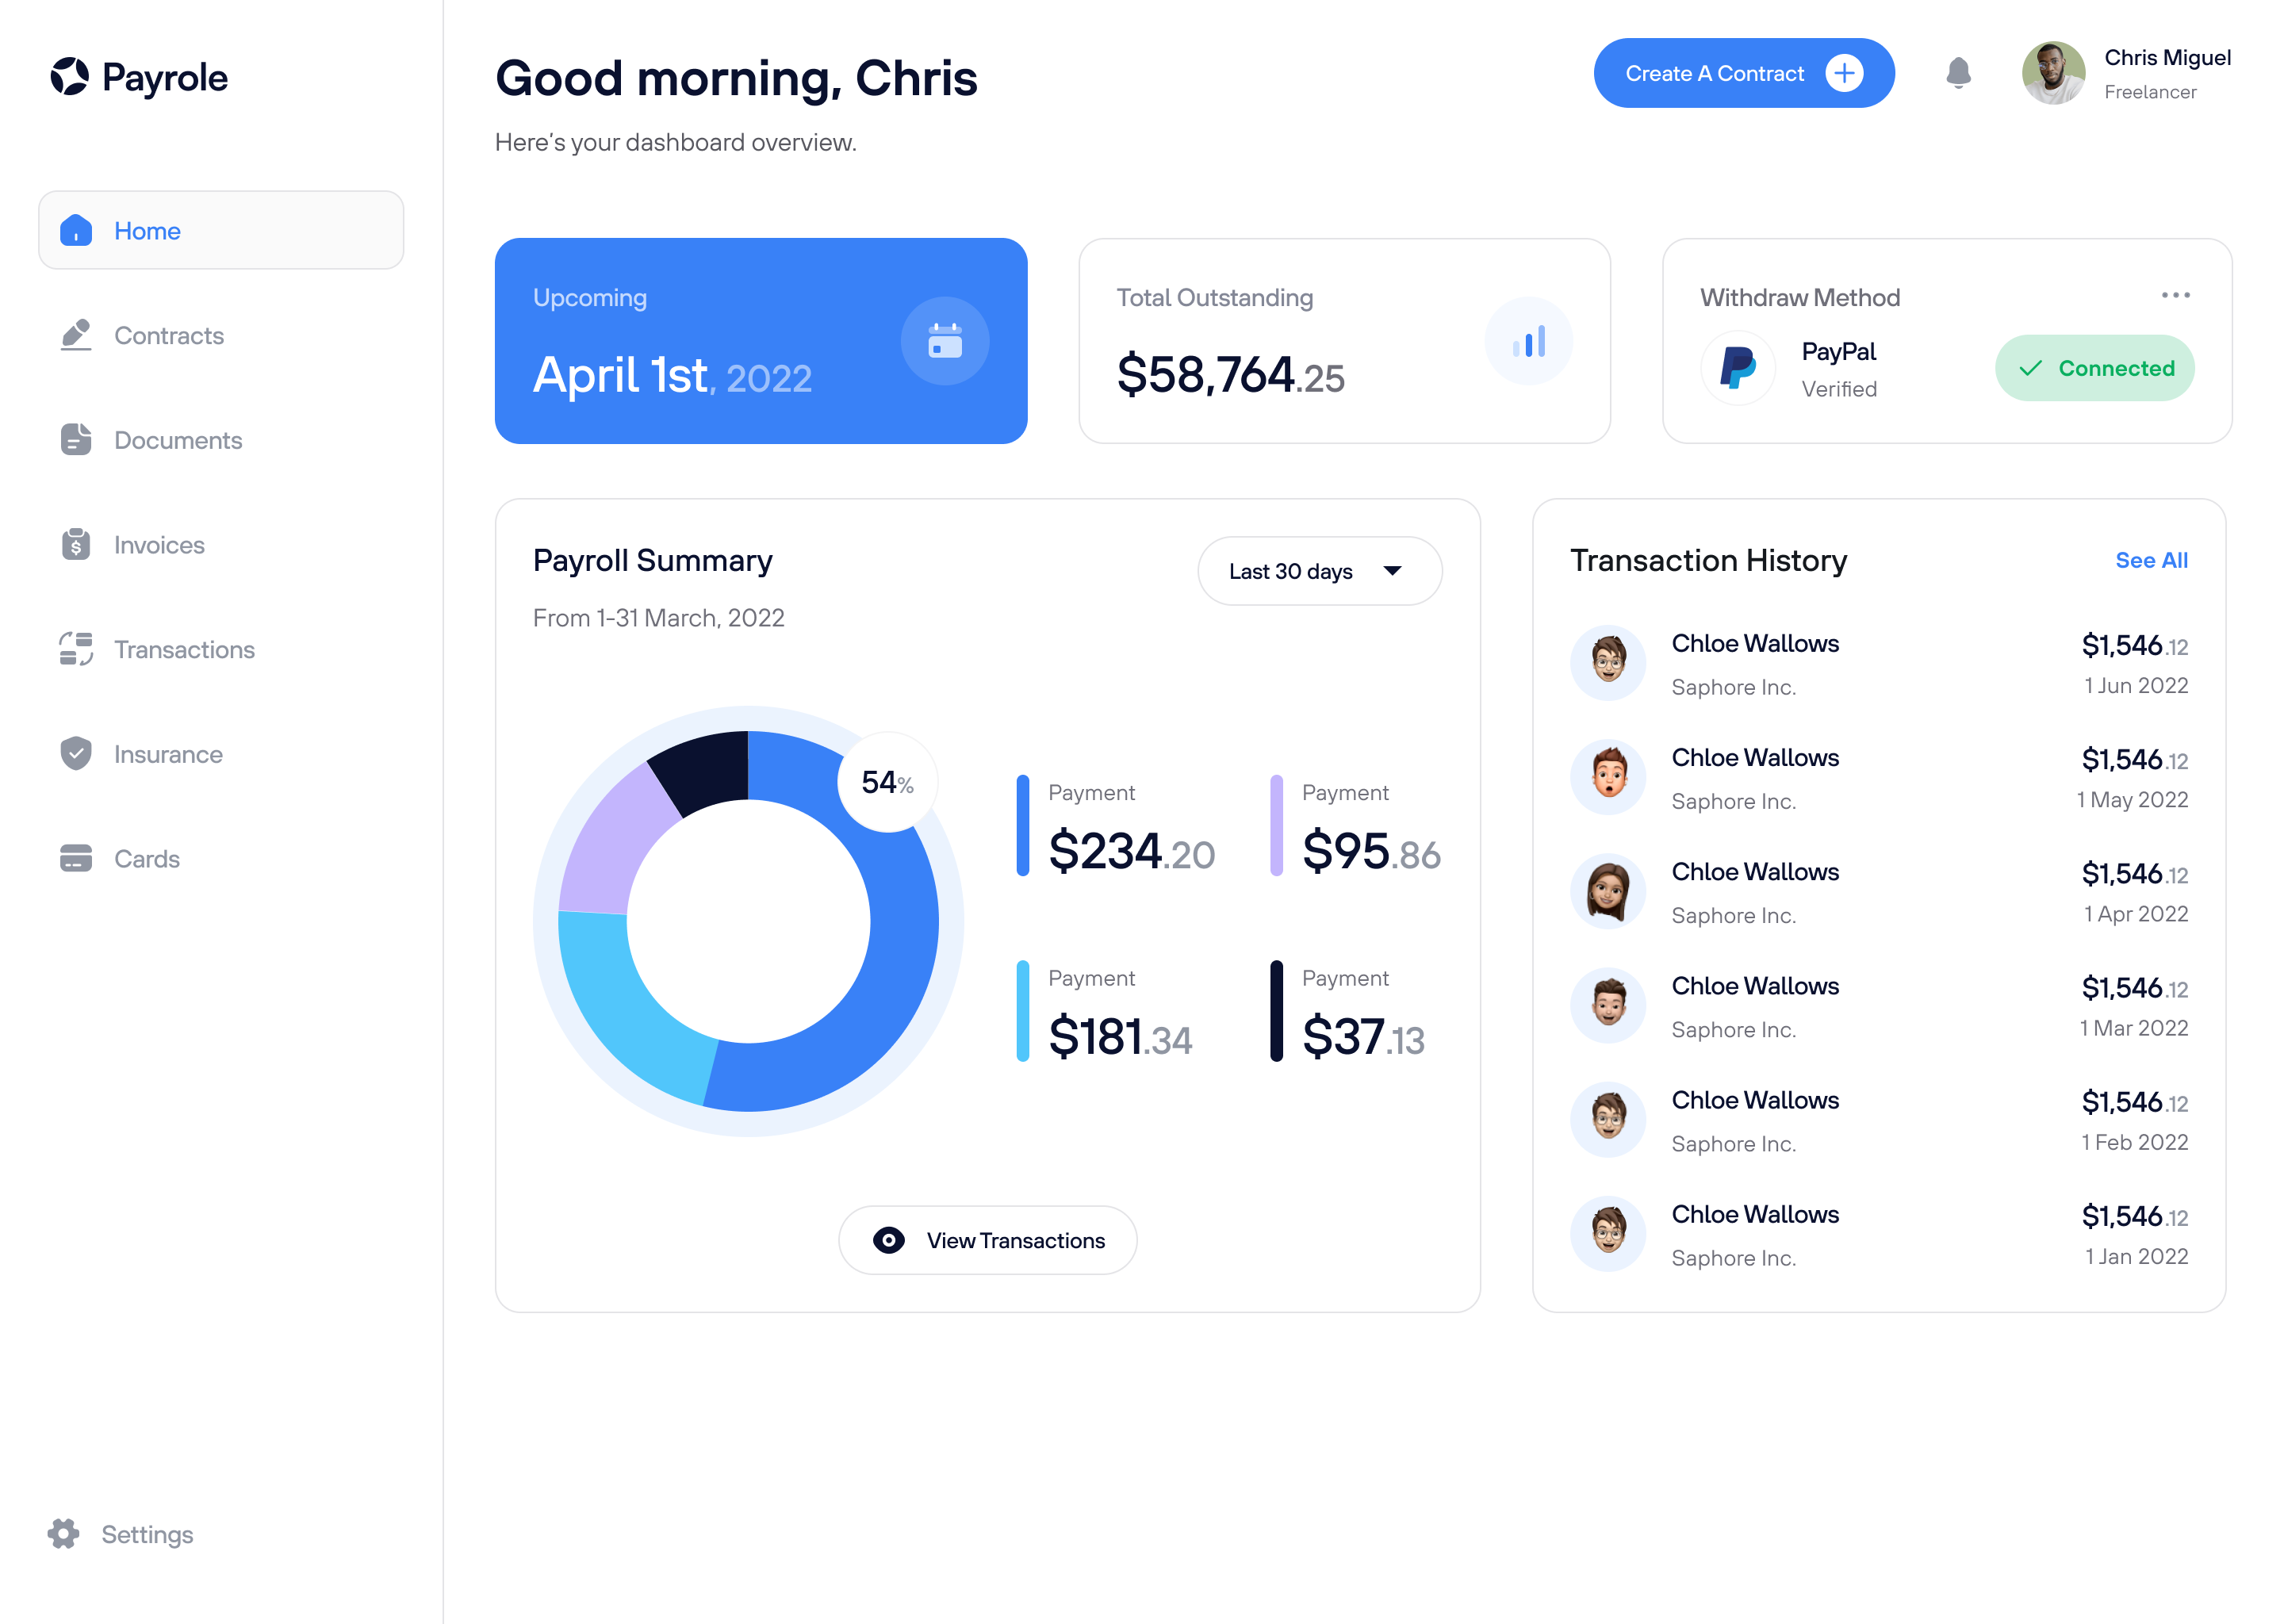 Payrole
Home
Contracts
Documents
Invoices
$
Transactions
Insurance
Cards
Settings
Good morning, Chris
Here’s your dashboard overview.
Create A Contract
Chris Miguel
Freelancer
Upcoming
April 1st, 2022
Total Outstanding
$58,764.25
Withdraw Method
PayPal
Verified
Connected
Payroll Summary
From 1-31 March, 2022
Last 30 days
54%
Payment
$234.20
Payment
$95.86
Payment
$181.34
Payment
$37.13
View Transactions
Transaction History
See All
Chloe Wallows
$1,546.12
Saphore Inc.
1 Jun 2022
Chloe Wallows
$1,546.12
Saphore Inc.
1 May 2022
Chloe Wallows
$1,546.12
Saphore Inc.
1 Apr 2022
Chloe Wallows
$1,546.12
Saphore Inc.
1 Mar 2022
Chloe Wallows
$1,546.12
Saphore Inc.
1 Feb 2022
Chloe Wallows
$1,546.12
Saphore Inc.
1 Jan 2022